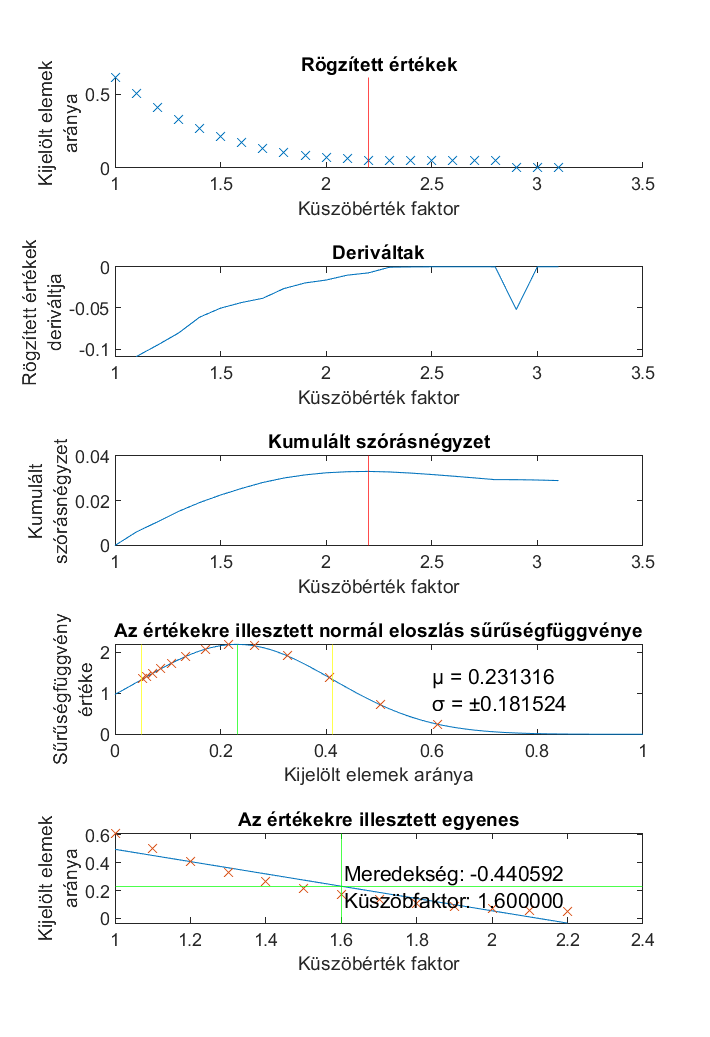 Rögzített értékek
Kijelölt elemek
aránya
0.5
0
1
1.5
2
2.5
3
3.5
Küszöbérték faktor
Deriváltak
Rögzített értékek
deriváltja
0
-0.05
-0.1
1
1.5
2
2.5
3
3.5
Küszöbérték faktor
Kumulált szórásnégyzet
Kumulált
szórásnégyzet
0.04
0.02
0
1
1.5
2
2.5
3
3.5
Küszöbérték faktor
Az értékekre illesztett normál eloszlás sűrűségfüggvénye
Sűrűségfüggvény
értéke
2
1
0
μ = 0.231316
σ = ±0.181524
0
0.2
0.4
0.6
0.8
1
Kijelölt elemek aránya
Az értékekre illesztett egyenes
Kijelölt elemek
aránya
0.6
0.4
0.2
0
Meredekség: -0.440592
Küszöbfaktor: 1.600000
1
1.2
1.4
1.6
1.8
2
2.2
2.4
Küszöbérték faktor